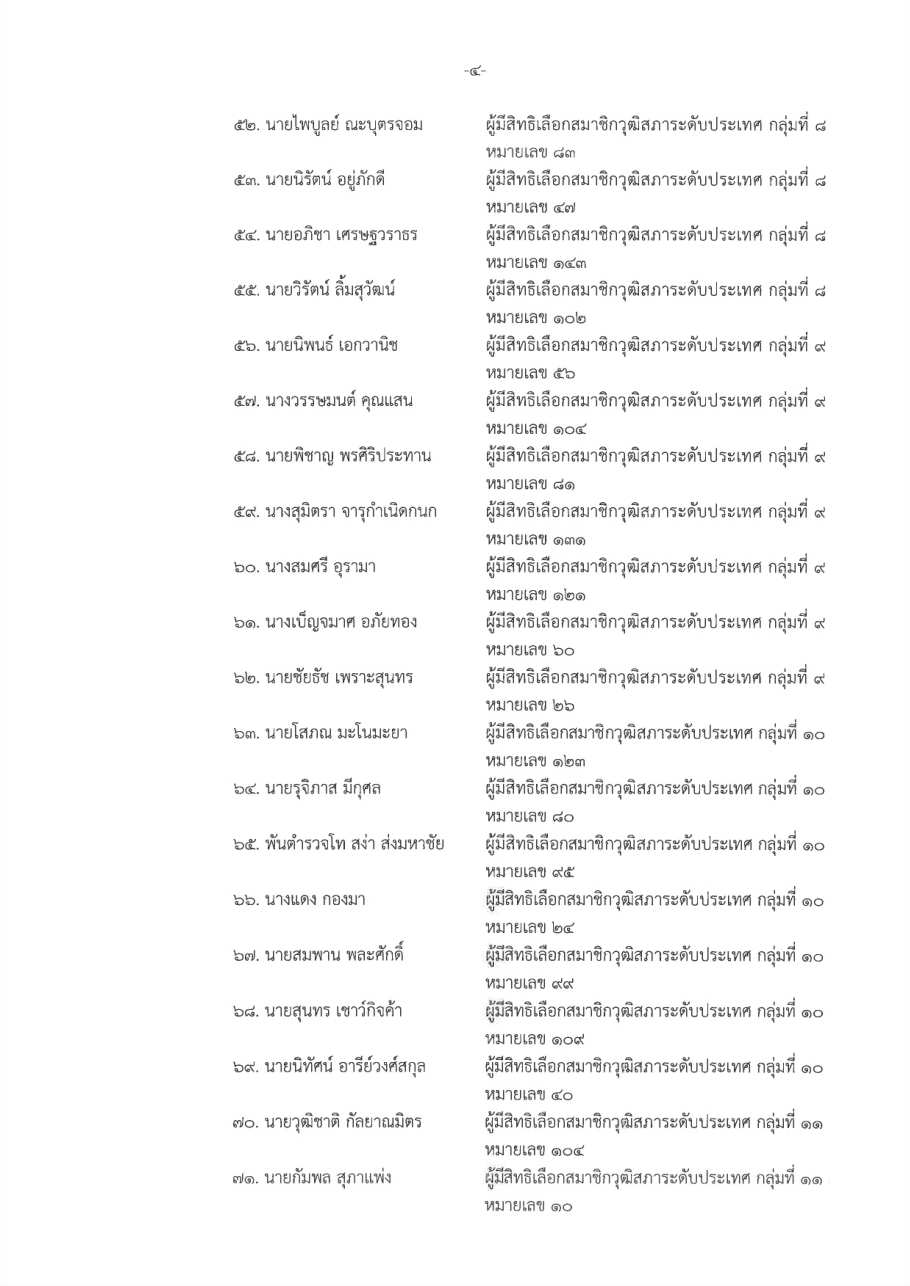 -๔-
๕๒. นายไพบูลย์ ณะบุตรจอม ผู้มีสิทธิเลือกสมาชิกวุฒิสภาระดับประเทศ กลุ่มที่ ๘
หมายเลข ๘๓
๕๓. นายนิรัตน์ อยู่ภักดี ผู้มีสิทธิเลือกสมาชิกวุฒิสภาระดับประเทศ กลุ่มที่ ๘
หมายเลข ๔๗
๕๔. นายอภิชา เศรษฐวราธร ผู้มีสิทธิเลือกสมาชิกวุฒิสภาระดับประเทศ กลุ่มที่ ๘
หมายเลข ๑๔๓
๕๕. นายวิรัตน์ ลิ้มสุวัฒน์ ผู้มีสิทธิเลือกสมาชิกวุฒิสภาระดับประเทศ กลุ่มที่ ๘
หมายเลข ๑๐๒
๕๖. นายนิพนธ์ เอกวานิช ผู้มีสิทธิเลือกสมาชิกวุฒิสภาระดับประเทศ กลุ่มที่ ๙
หมายเลข ๕๖
๕๗. นางวรรษมนต์ คุณแสน ผู้มีสิทธิเลือกสมาชิกวุฒิสภาระดับประเทศ กลุ่มที่ ๙
หมายเลข ๑๐๔
๕๘. นายพิชาญ พรศิริประทาน ผู้มีสิทธิเลือกสมาชิกวุฒิสภาระดับประเทศ กลุ่มที่ ๙
หมายเลข ๘๑
๕๙. นางสุมิตรา จารุกำเนิดกนก ผู้มีสิทธิเลือกสมาชิกวุฒิสภาระดับประเทศ กลุ่มที่ ๙
หมายเลข ๑๓๑
๖๐. นางสมศรี อุรามา ผู้มีสิทธิเลือกสมาชิกวุฒิสภาระดับประเทศ กลุ่มที่ ๙
หมายเลข ๑๒๑
๖๑. นางเบ็ญจมาศ อภัยทอง ผู้มีสิทธิเลือกสมาชิกวุฒิสภาระดับประเทศ กลุ่มที่ ๙
หมายเลข ๖๐
๖๒. นายชัยธัช เพราะสุนทร ผู้มีสิทธิเลือกสมาชิกวุฒิสภาระดับประเทศ กลุ่มที่ ๙
หมายเลข ๒๖
๖๓. นายโสภณ มะโนมะยา ผู้มีสิทธิเลือกสมาชิกวุฒิสภาระดับประเทศ กลุ่มที่ ๑๐
หมายเลข ๑๒๓
๖๔. นายรุจิภาส มีกุศล ผู้มีสิทธิเลือกสมาชิกวุฒิสภาระดับประเทศ กลุ่มที่ ๑๐
หมายเลข ๘๐
๖๕. พันตำรวจโท สง่า ส่งมหาชัย ผู้มีสิทธิเลือกสมาชิกวุฒิสภาระดับประเทศ กลุ่มที่ ๑๐
หมายเลข ๙๕
๖๖. นางแดง กองมา ผู้มีสิทธิเลือกสมาชิกวุฒิสภาระดับประเทศ กลุ่มที่ ๑๐
หมายเลข ๒๔
๖๗. นายสมพาน พละศักดิ์ ผู้มีสิทธิเลือกสมาชิกวุฒิสภาระดับประเทศ กลุ่มที่ ๑๐
หมายเลข ๙๙
๖๘. นายสุนทร เชาว์กิจค้า ผู้มีสิทธิเลือกสมาชิกวุฒิสภาระดับประเทศ กลุ่มที่ ๑๐
หมายเลข ๑๐๙
๖๙. นายนิทัศน์ อารีย์วงศ์สกุล ผู้มีสิทธิเลือกสมาชิกวุฒิสภาระดับประเทศ กลุ่มที่ ๑๐
หมายเลข ๔๐
๗๐. นายวุฒิชาติ กัลยาณมิตร ผู้มีสิทธิเลือกสมาชิกวุฒิสภาระดับประเทศ กลุ่มที่ ๑๑
หมายเลข ๑๐๔
๗๑. นายกัมพล สุภาแพ่ง ผู้มีสิทธิเลือกสมาชิกวุฒิสภาระดับประเทศ กลุ่มที่ ๑๑
หมายเลข ๑๐